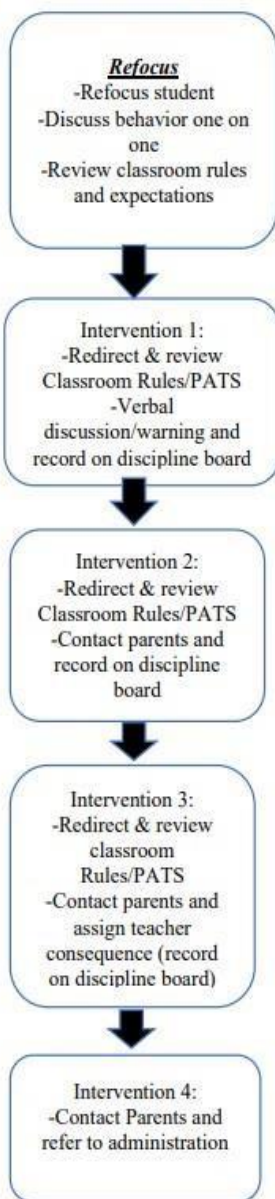 Refocus
-Refocus student
-Discuss behavior one on
one
-Review classroom rules
and expectations
Intervention 1:
-Redirect & review
Classroom Rules/PATS
-Verbal
discussion/warning and
record on discipline board
Intervention 2:
-Redirect & review
Classroom Rules/PATS
-Contact parents and
record on discipline
board
Intervention 3:
-Redirect & review
classroom
Rules/PATS
-Contact parents and
assign teacher
consequence (record
on discipline board)
Intervention 4:
-Contact Parents and
refer to administration